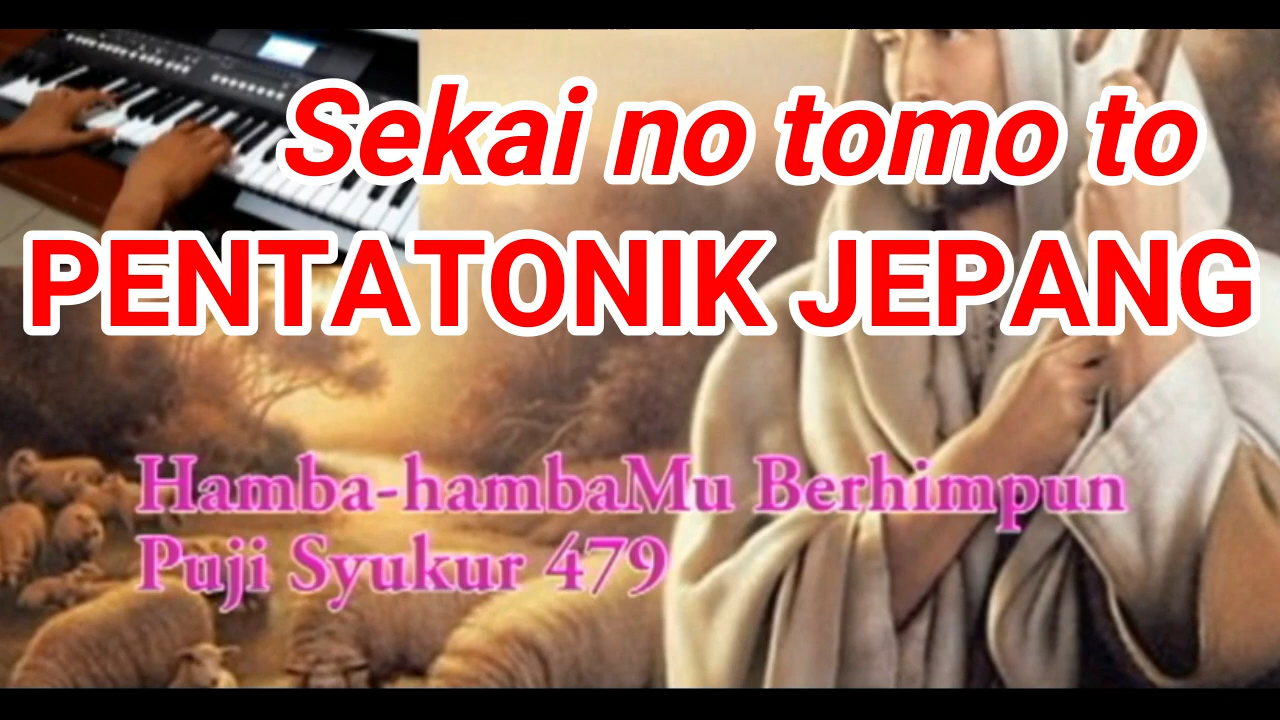 Sekai no tomo to
PENTATONIK JEPANG
Hamba-hambaMu Berhimpun
Puji Syukur 479